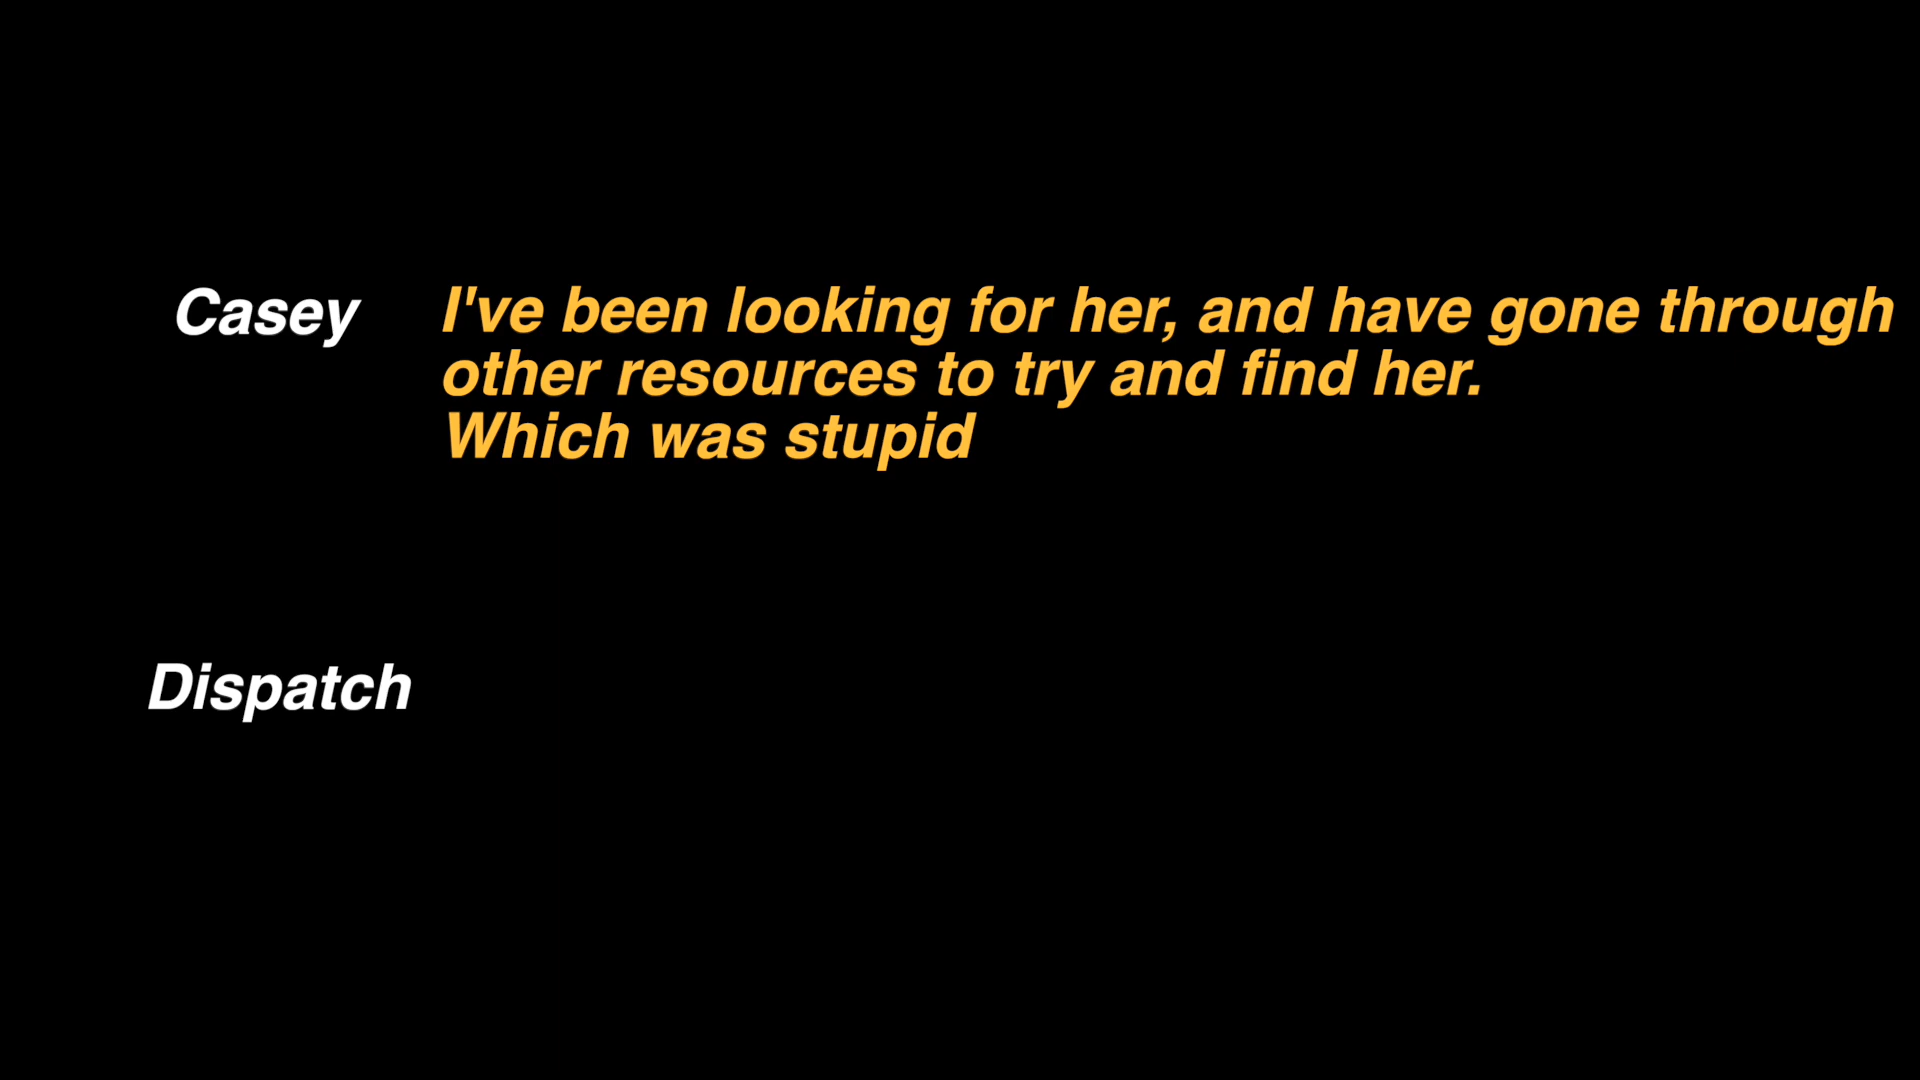 Casey I've been looking for her, and have gone through
other resources to try and find her.
Which was stupid
Dispatch